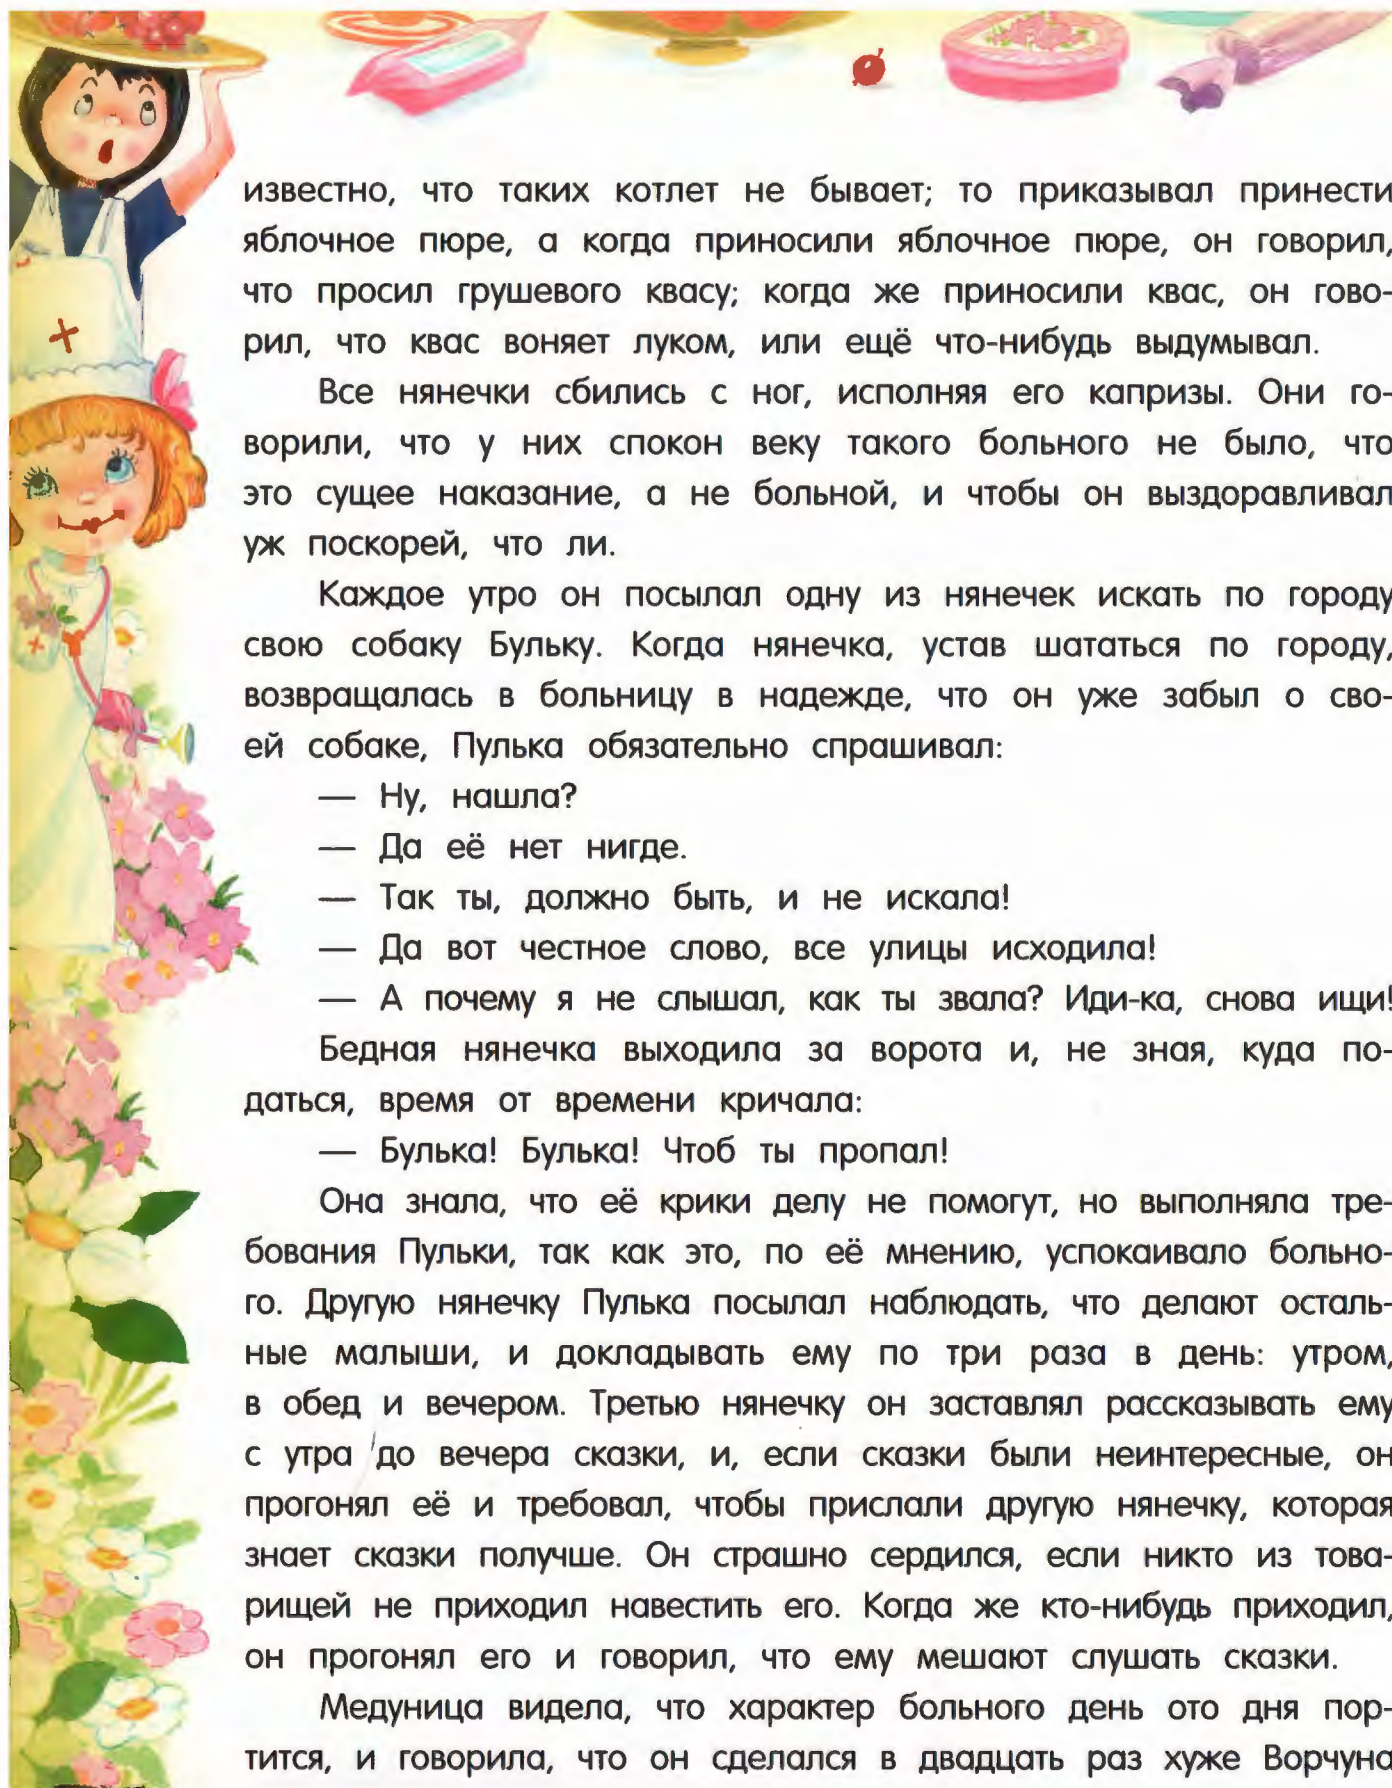 известно, что таких котлет не бывает; то приказывал принести
яблочное пюре, а когда приносили яблочное пюре, он говорил,
что просил грушевого квасу; когда же приносили квас, он гово-
рил, что квас воняет луком, или ещё что-нибудь выдумывал.
Все нянечки сбились с ног, исполняя его капризы. Они го-
ворили, что у них спокон веку такого больного не было, что
это сущее наказание, а не больной, и чтобы он выздоравливал
уж поскорей, что ли.
Каждое утро он посылал одну из нянечек искать по городу
свою собаку Бульку. Когда нянечка, устав шататься по городу,
возвращалась в больницу в надежде, что он уже забыл о сво-
ей собаке, Пулька обязательно спрашивал:
— Ну, нашла?
— Да её нет нигде.
— Так ты, должно быть, и не искала!
— Да вот честное слово, все улицы исходила!
— А почему я не слышал, как ты звала? Иди-ка, снова ищи!
Бедная нянечка выходила за ворота и, не зная, куда по-
даться, время от времени кричала:
— Булька! Булька! Чтоб ты пропал!
Она знала, что её крики делу не помогут, но выполняла тре-
бования Пульки, так как это, по её мнению, успокаивало больно-
го. Другую нянечку Пулька посылал наблюдать, что делают осталь-
ные малыши, и докладывать ему по три раза в день: утром,
в обед и вечером. Третью нянечку он заставлял рассказывать ему
с утра до вечера сказки, и, если сказки были неинтересные, он
прогонял её и требовал, чтобы прислали другую нянечку, которая
знает сказки получше. Он страшно сердился, если никто из това-
рищей не приходил навестить его. Когда же кто-нибудь приходил,
он прогонял его и говорил, что ему мешают слушать сказки.
Медуница видела, что характер больного день ото дня пор-
тится, и говорила, что он сделался в двадцать раз хуже Ворчуна